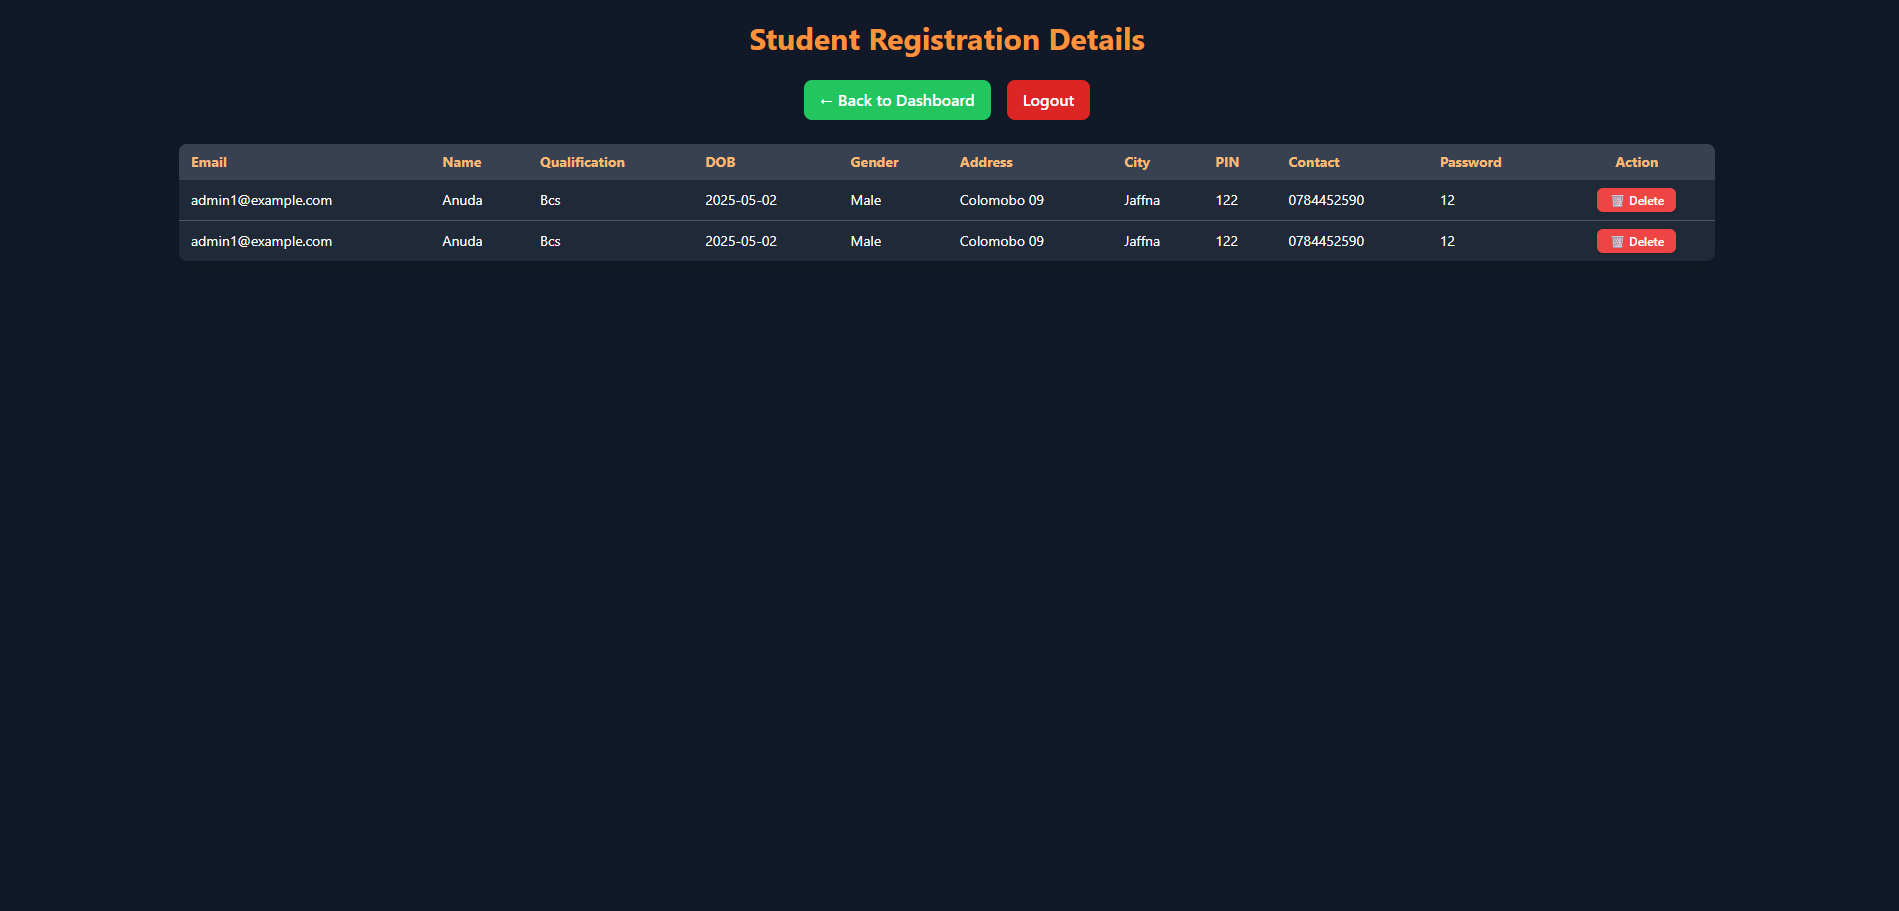 Student Registration Details
← Back to Dashboard Logout
Email Name Qualification DOB Gender Address City PIN Contact Password Action
admin1@example.com Anuda Bcs 2025-05-02 Male Colomobo 09 Jaffna 122 0784452590 12 Delete
admin1@example.com Anuda Bcs 2025-05-02 Male Colomobo 09 Jaffna 122 0784452590 12 Delete